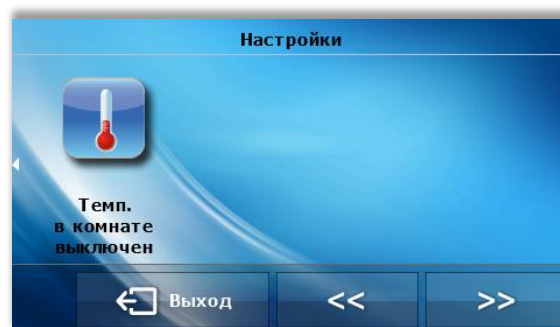 Настройки
Темп.
в комнате
выключен
Выход
<<
>>